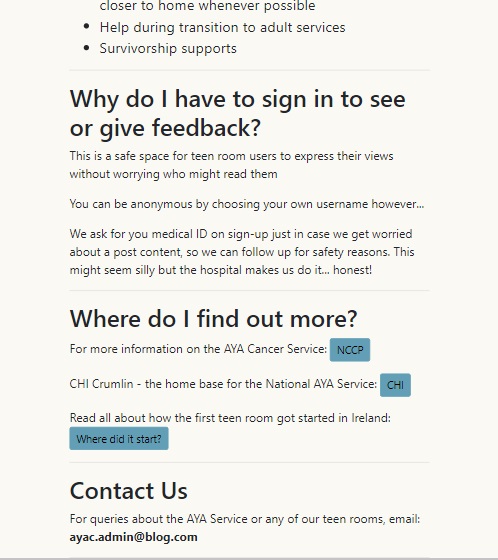 closer to home whenever possible
Help during transition to adult services
Survivorship supports
Why do I have to sign in to see
or give feedback?
This is a safe space for teen room users to express their views
without worrying who might read them
You can be anonymous by choosing your own username however...
We ask for you medical ID on sign-up just in case we get worried
about a post content, so we can follow up for safety reasons. This
might seem silly but the hospital makes us do it... honest!
Where do I find out more?
For more information on the AYA Cancer Service: NCCP
CHI Crumlin - the home base for the National AYA Service: CHI
Read all about how the first teen room got started in Ireland:
Where did it start?
Contact Us
For queries about the AYA Service or any of our teen rooms, email:
ayac.admin@blog.com